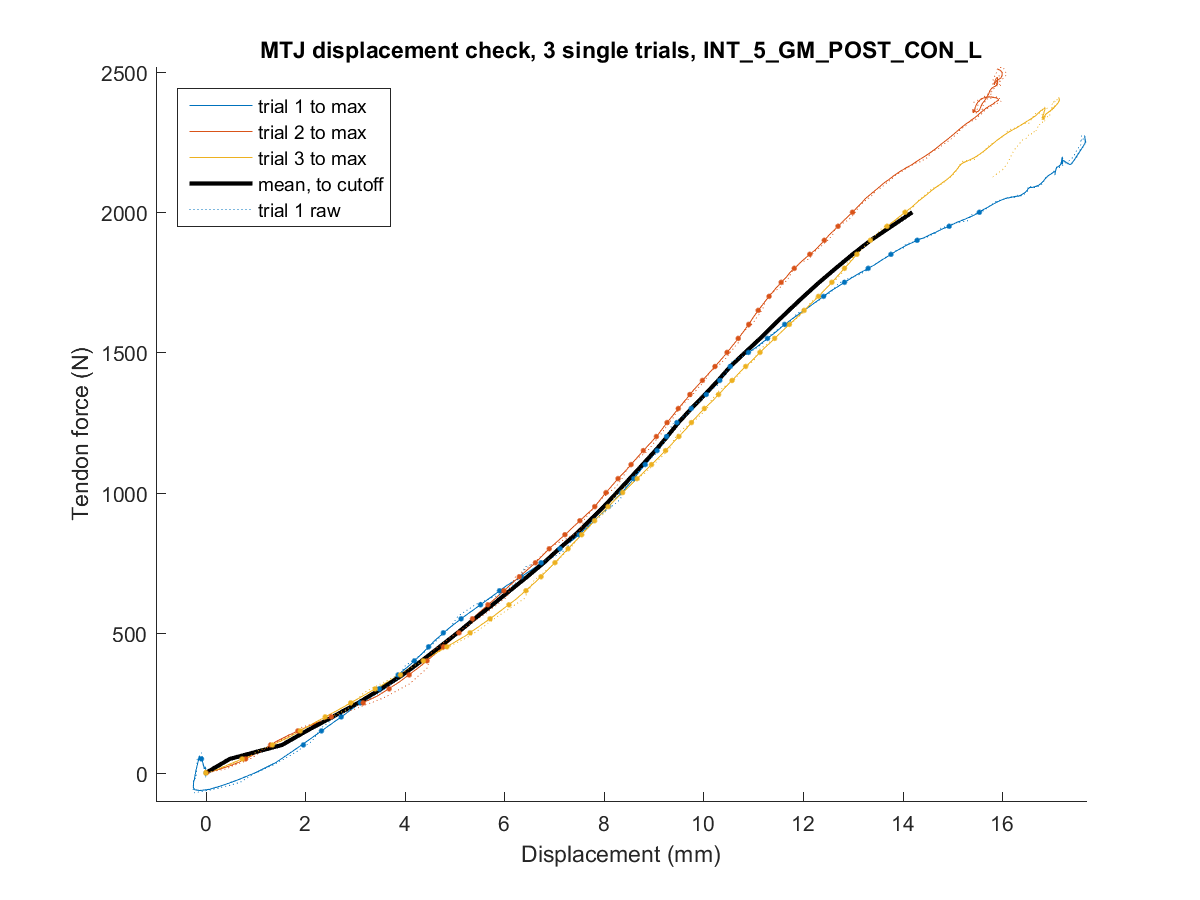 MTJ displacement check, 3 single trials, INT_5_GM_POST_CON_L
trial 1 to max
trial 2 to max
trial 3 to max
mean, to cutoff
trial 1 raw
2500
2000
1500
1000
500
0
Tendon force (N)
0 2 4 6 8 10 12 14 16
Displacement (mm)